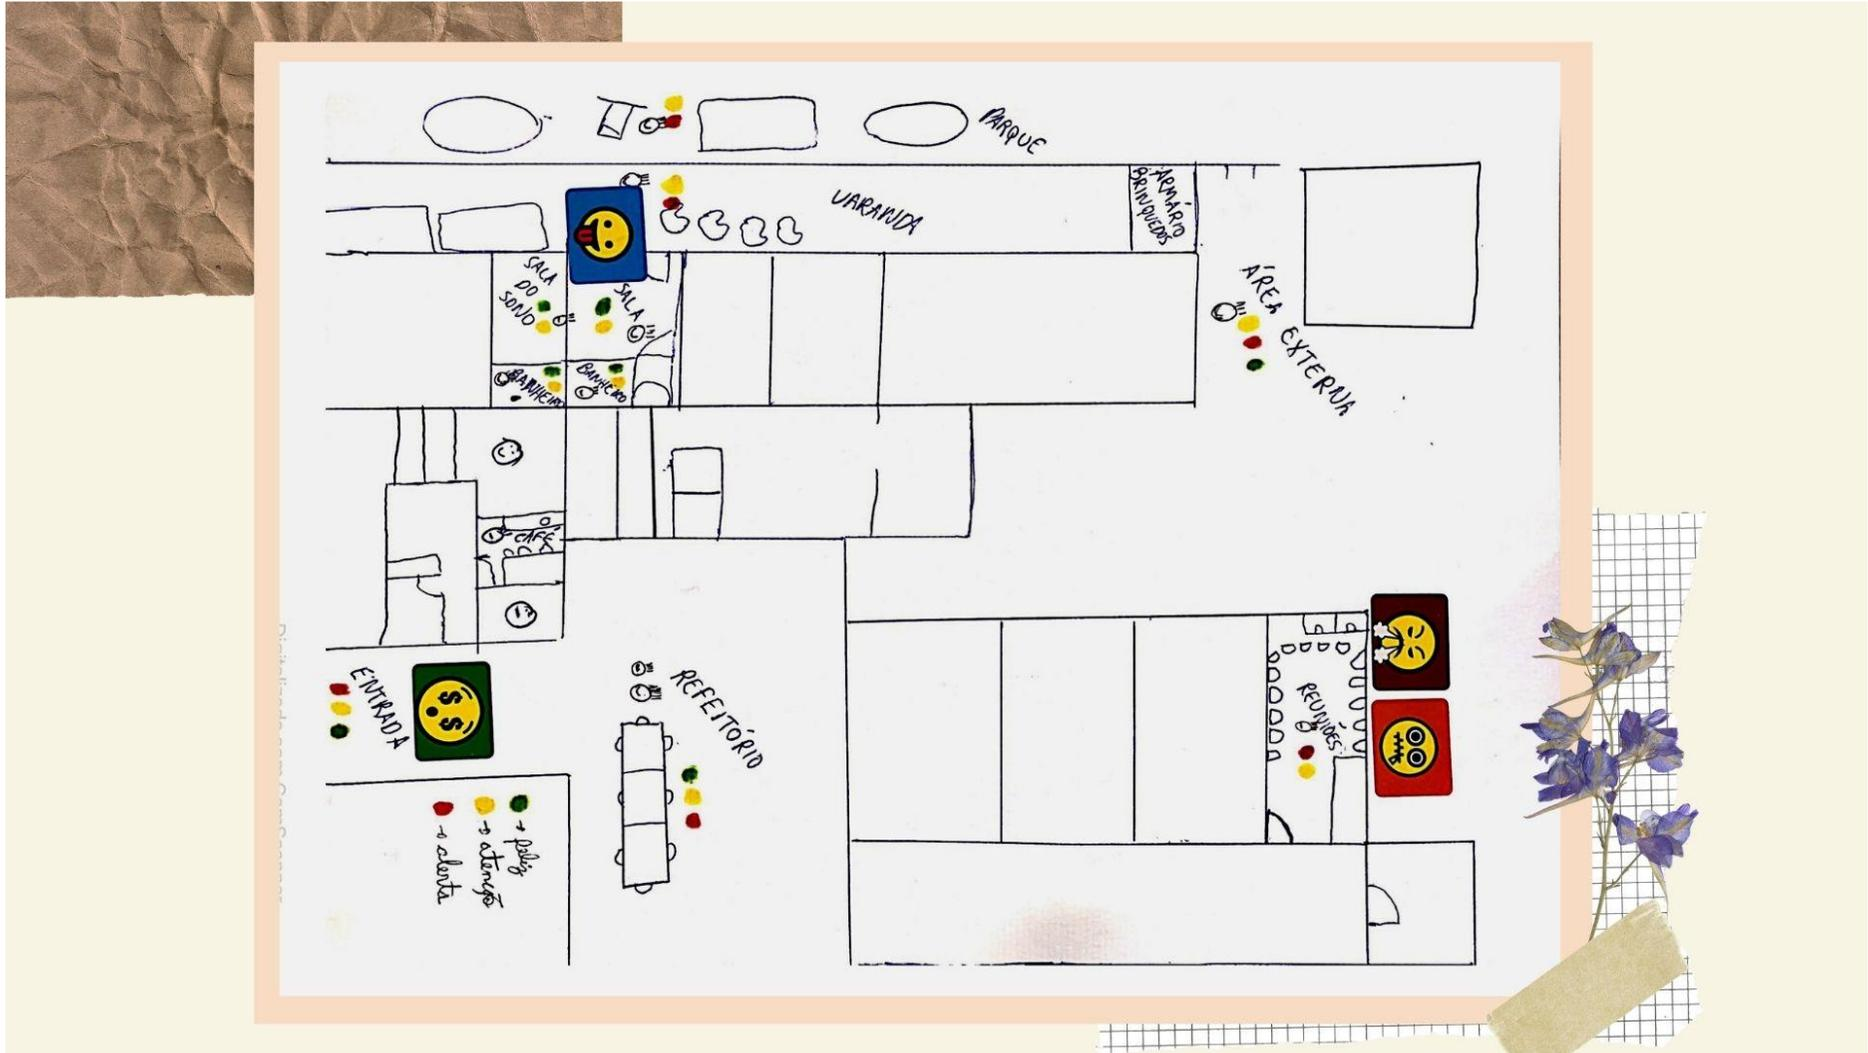 PARQUE
VARANDA
ARMÁRIO
BRINQUEDOS
SALA
DO
SONO
SALA
BANHEIRO
BANHEIRO
ÁREA EXTERNA
CAFÉ
ENTRADA
REFEITÓRIO
REUNIÕES
→ feliz
→ atenção
→ alerta